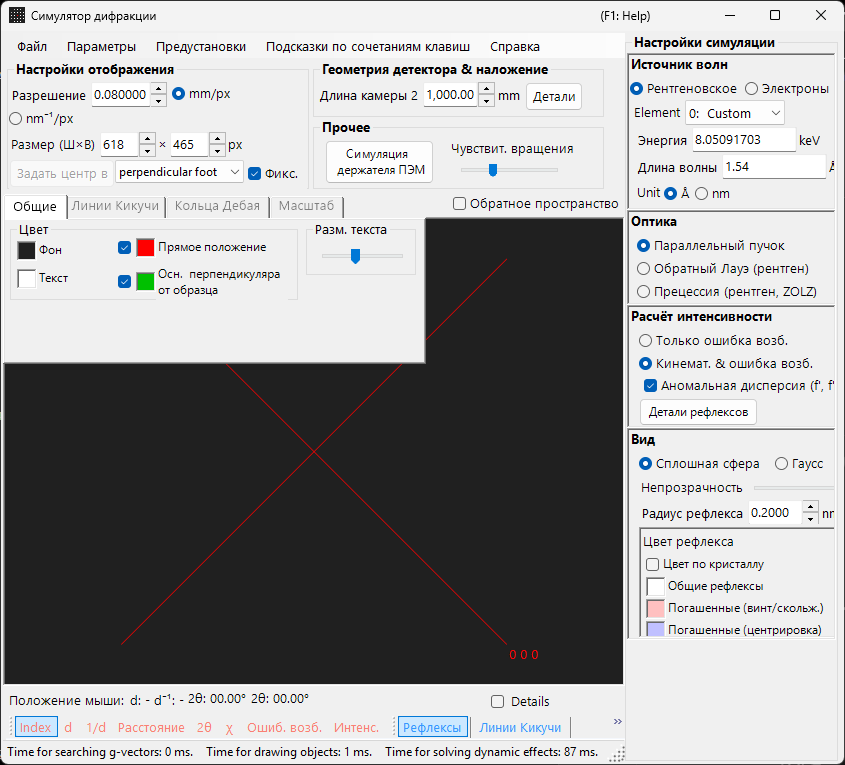 Симулятор дифракции
(F1: Help)
Файл Параметры Предустановки Подсказки по сочетаниям клавиш Справка
Настройки отображения
Разрешение 0.080000 mm/px
nm⁻¹/px
Размер (Ш×В) 618 × 465 px
Задать центр в perpendicular foot Фикс.
Геометрия детектора & наложение
Длина камеры 2 1,000.00 mm Детали
Прочее
Симуляция
держателя ПЭМ
Чувствит. вращения
Общие Линии Кикучи Кольца Дебая Масштаб
Обратное пространство
Цвет
Фон
Прямое положение
Текст
Осн. перпендикуляра
от образца
Разм. текста
0 0 0
Положение мыши: d: - d⁻¹: - 2θ: 00.00° 2θ: 00.00°
Details
Index d 1/d Расстояние 2θ χ Ошиб. возб. Интенс. Рефлексы Линии Кикучи »
Time for searching g-vectors: 0 ms. Time for drawing objects: 1 ms. Time for solving dynamic effects: 87 ms.
Настройки симуляции
Источник волн
Рентгеновское Электроны
Element 0: Custom
Энергия 8.05091703 keV
Длина волны 1.54
Unit Å nm
Оптика
Параллельный пучок
Обратный Лауэ (рентген)
Прецессия (рентген, ZOLZ)
Расчёт интенсивности
Только ошибка возб.
Кинемат. & ошибка возб.
Аномальная дисперсия (f', f'
Детали рефлексов
Вид
Сплошная сфера Гаусс
Непрозрачность
Радиус рефлекса 0.2000
Цвет рефлекса
Цвет по кристаллу
Общие рефлексы
Погашенные (винт/скольж.)
Погашенные (центрировка)